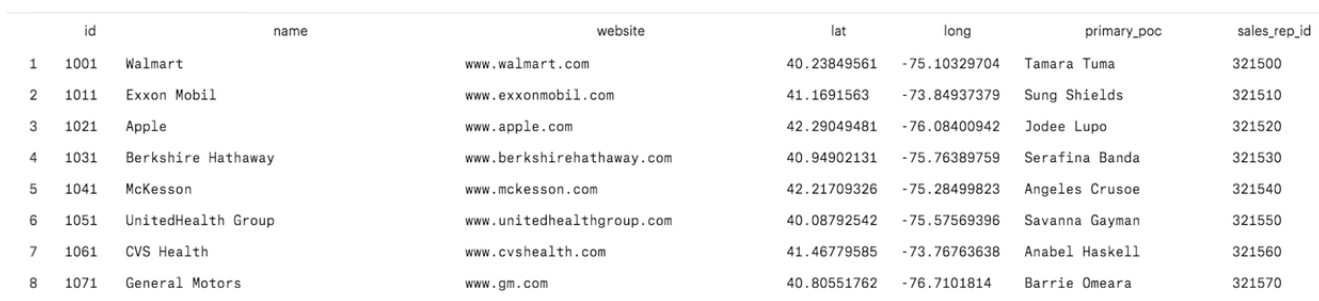 id name website lat long primary_poc sales_rep_id
1 1001 Walmart www.walmart.com 40.23849561 -75.10329704 Tamara Tuma 321500
2 1011 Exxon Mobil www.exxonmobil.com 41.1691563 -73.84937379 Sung Shields 321510
3 1021 Apple www.apple.com 42.29049481 -76.08400942 Jodee Lupo 321520
4 1031 Berkshire Hathaway www.berkshirehathaway.com 40.94902131 -75.76389759 Serafina Banda 321530
5 1041 McKesson www.mckesson.com 42.21709326 -75.28499823 Angeles Crusoe 321540
6 1051 UnitedHealth Group www.unitedhealthgroup.com 40.08792542 -75.57569396 Savanna Gayman 321550
7 1061 CVS Health www.cvshealth.com 41.46779585 -73.76763638 Anabel Haskell 321560
8 1071 General Motors www.gm.com 40.80551762 -76.7101814 Barrie Omeara 321570